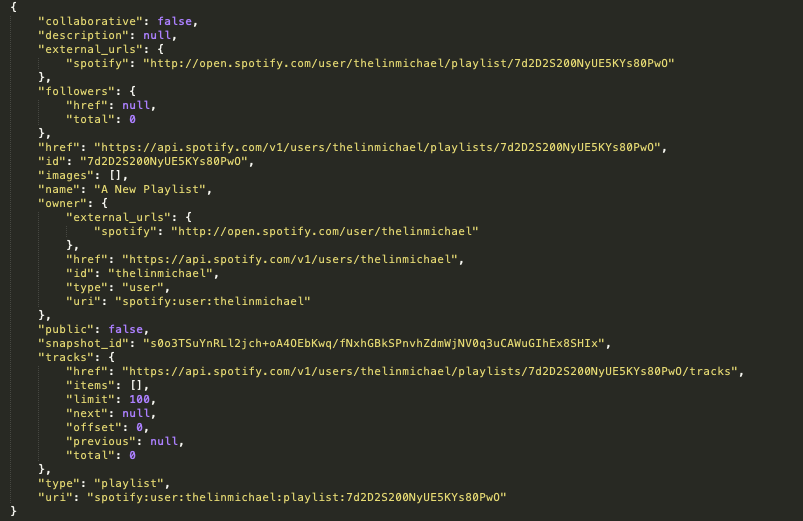 {
    "collaborative": false,
    "description": null,
    "external_urls": {
        "spotify": "http://open.spotify.com/user/thelinmichael/playlist/7d2D2S200NyUE5KYs80PwO"
    },
    "followers": {
        "href": null,
        "total": 0
    },
    "href": "https://api.spotify.com/v1/users/thelinmichael/playlists/7d2D2S200NyUE5KYs80PwO",
    "id": "7d2D2S200NyUE5KYs80PwO",
    "images": [],
    "name": "A New Playlist",
    "owner": {
        "external_urls": {
            "spotify": "http://open.spotify.com/user/thelinmichael"
        },
        "href": "https://api.spotify.com/v1/users/thelinmichael",
        "id": "thelinmichael",
        "type": "user",
        "uri": "spotify:user:thelinmichael"
    },
    "public": false,
    "snapshot_id": "s0o3TSuYnRLl2jch+oA4OEbKwq/fNxhGBkSPnvhZdmWjNV0q3uCAWuGIhEx8SHIx",
    "tracks": {
        "href": "https://api.spotify.com/v1/users/thelinmichael/playlists/7d2D2S200NyUE5KYs80PwO/tracks",
        "items": [],
        "limit": 100,
        "next": null,
        "offset": 0,
        "previous": null,
        "total": 0
    },
    "type": "playlist",
    "uri": "spotify:user:thelinmichael:playlist:7d2D2S200NyUE5KYs80PwO"
}